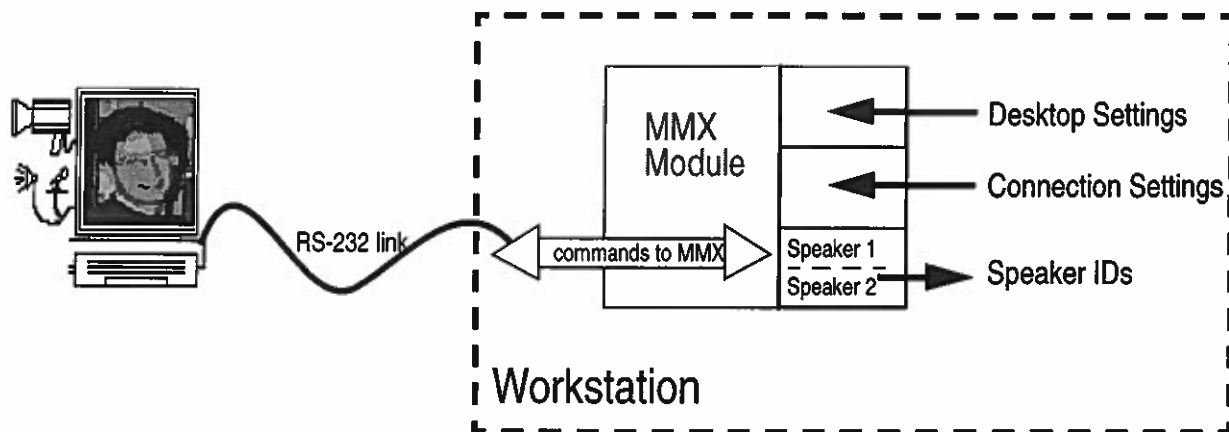 MMX
Module
Desktop Settings
Connection Settings
RS-232 link
commands to MMX
Speaker 1
Speaker 2
Speaker IDs
Workstation